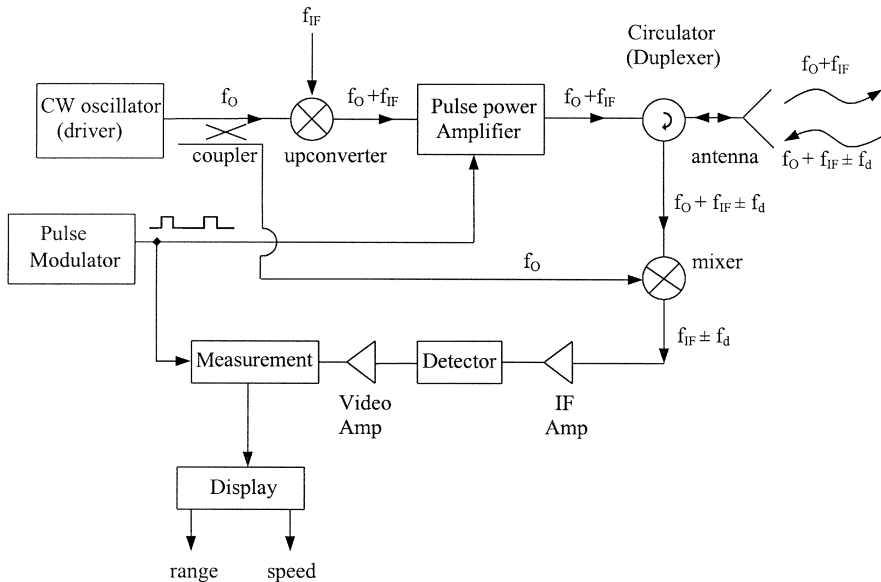 f_IF
Circulator
(Duplexer)
CW oscillator
(driver)
f_O
f_O+f_IF
Pulse power
Amplifier
f_O+f_IF
f_O+f_IF
coupler
upconverter
antenna
f_O + f_IF ± f_d
Pulse
Modulator
f_O + f_IF ± f_d
f_O
mixer
f_IF ± f_d
Measurement
Detector
Video
Amp
IF
Amp
Display
range
speed